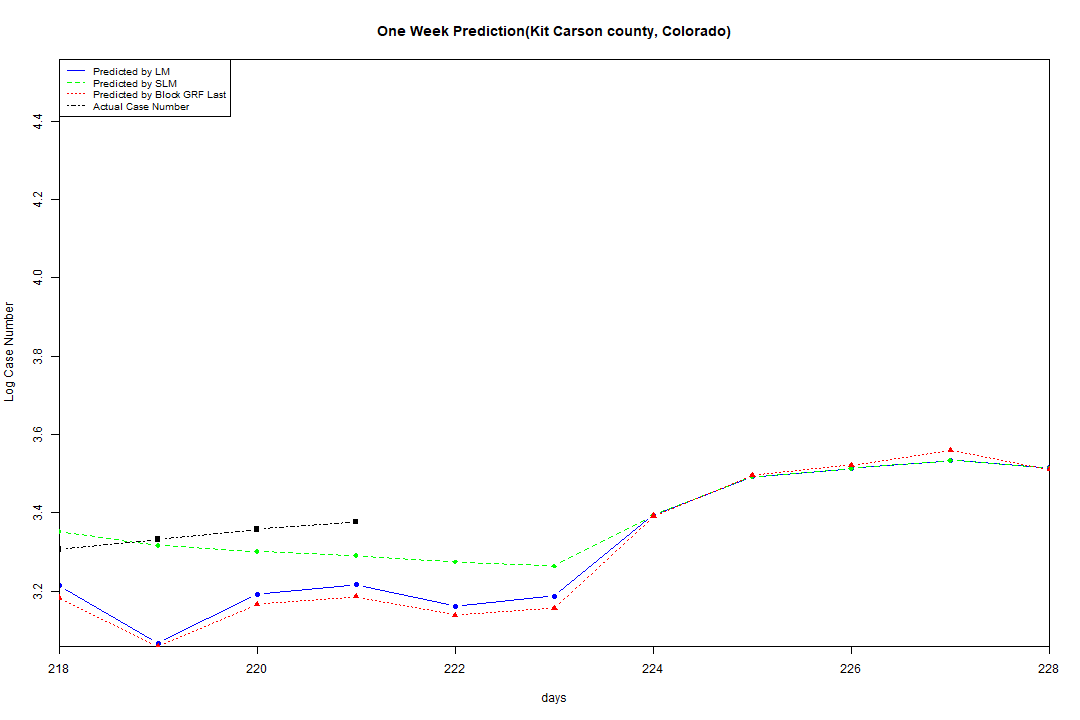 One Week Prediction(Kit Carson county, Colorado)
Predicted by LM
Predicted by SLM
Predicted by Block GRF Last
Actual Case Number
4.4
4.2
4.0
3.8
3.6
3.4
3.2
Log Case Number
218 220 222 224 226 228
days